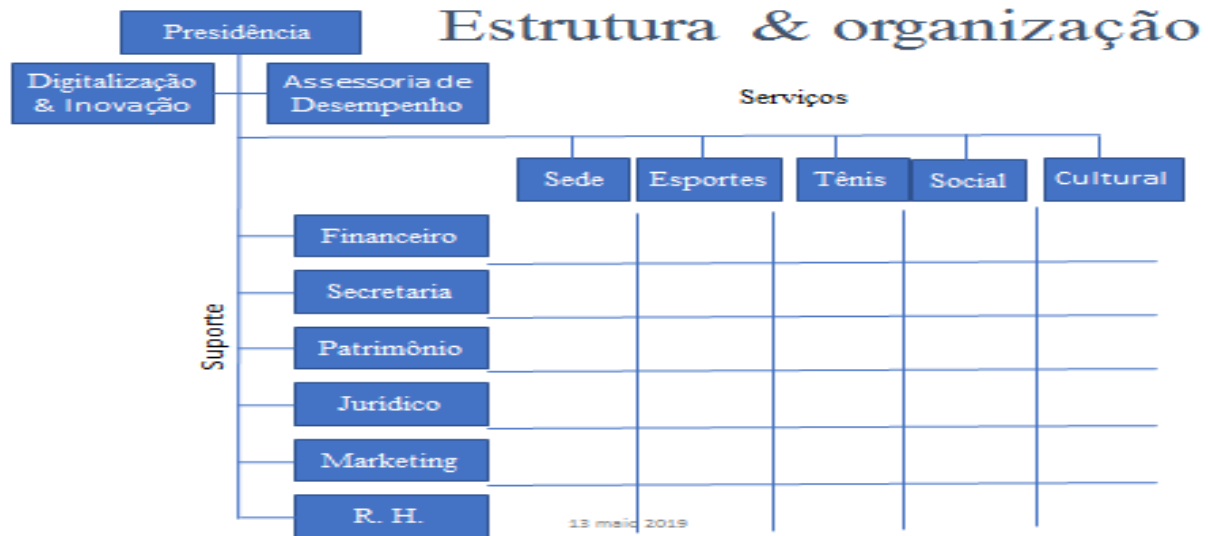 Presidência
Estrutura & organização
Digitalização
& Inovação
Assessoria de
Desempenho
Serviços
Sede
Esportes
Tênis
Social
Cultural
Suporte
Financeiro
Secretaria
Patrimônio
Jurídico
Marketing
R. H.
13 maio 2019